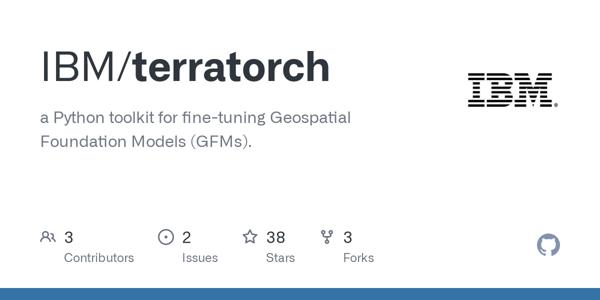 IBM/terratorch
IBM®
a Python toolkit for fine-tuning Geospatial
Foundation Models (GFMs).
3
Contributors
2
Issues
38
Stars
3
Forks